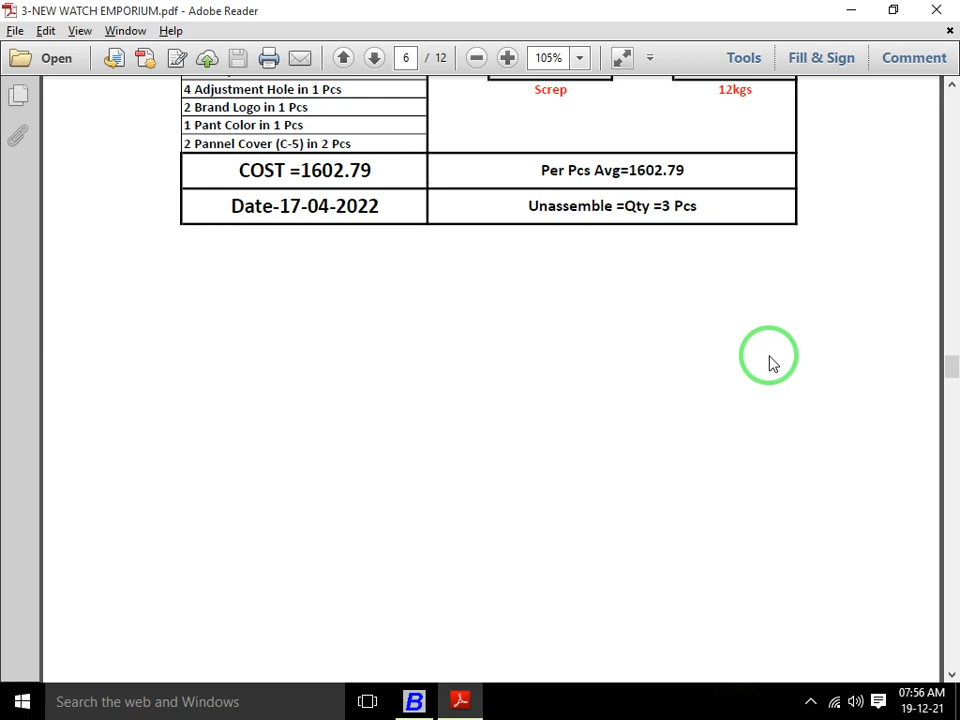 3-NEW WATCH EMPORIUM.pdf - Adobe Reader
File Edit View Window Help
Open 6 / 12 105% Tools Fill & Sign Comment
4 Adjustment Hole in 1 Pcs Screp 12kgs
2 Brand Logo in 1 Pcs
1 Pant Color in 1 Pcs
2 Pannel Cover (C-5) in 2 Pcs
COST =1602.79 Per Pcs Avg=1602.79
Date-17-04-2022 Unassemble =Qty =3 Pcs
Search the web and Windows B 07:56 AM
19-12-21